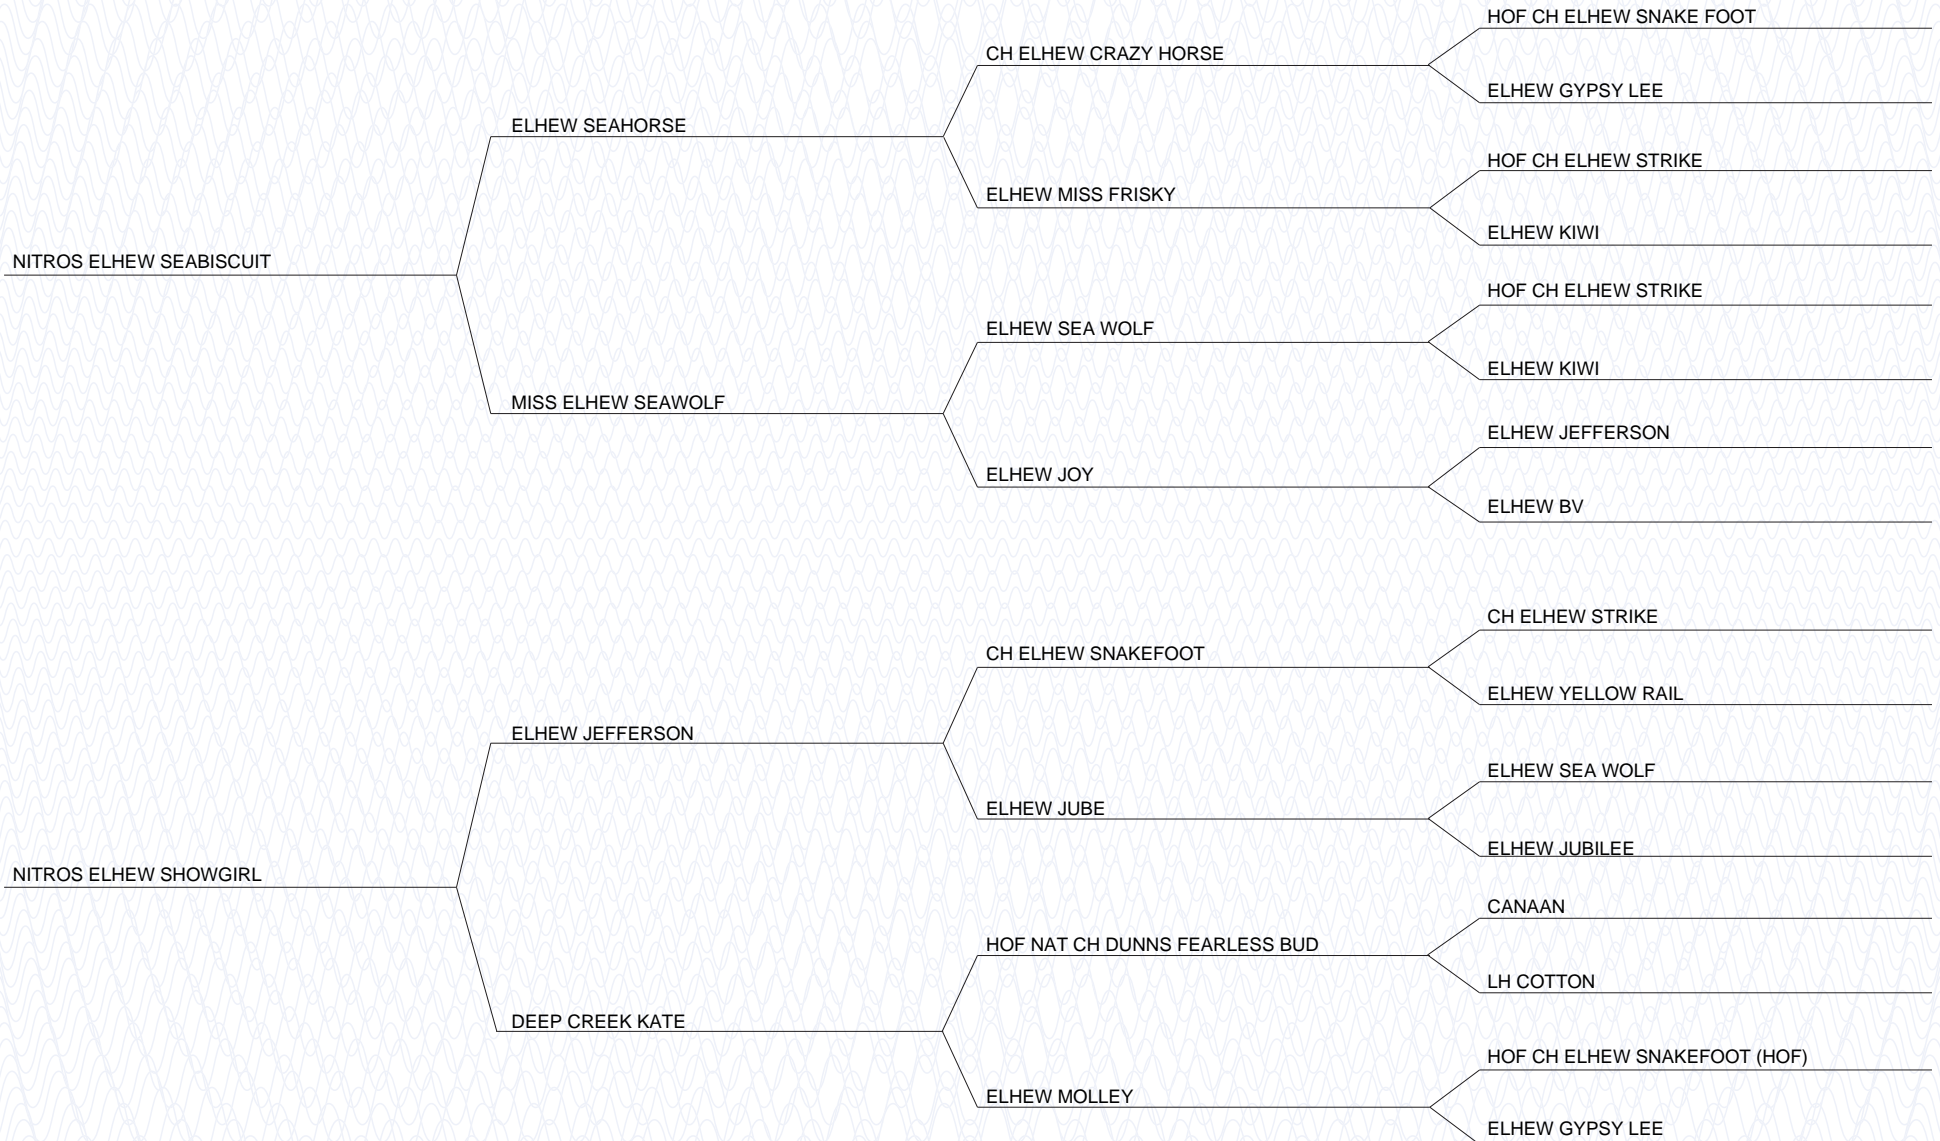 HOF CH ELHEW SNAKE FOOT
CH ELHEW CRAZY HORSE
ELHEW GYPSY LEE
ELHEW SEAHORSE
HOF CH ELHEW STRIKE
ELHEW MISS FRISKY
ELHEW KIWI
NITROS ELHEW SEABISCUIT
HOF CH ELHEW STRIKE
ELHEW SEA WOLF
ELHEW KIWI
MISS ELHEW SEAWOLF
ELHEW JEFFERSON
ELHEW JOY
ELHEW BV
CH ELHEW STRIKE
CH ELHEW SNAKEFOOT
ELHEW YELLOW RAIL
ELHEW JEFFERSON
ELHEW SEA WOLF
ELHEW JUBE
ELHEW JUBILEE
NITROS ELHEW SHOWGIRL
CANAAN
HOF NAT CH DUNNS FEARLESS BUD
LH COTTON
DEEP CREEK KATE
HOF CH ELHEW SNAKEFOOT (HOF)
ELHEW MOLLEY
ELHEW GYPSY LEE